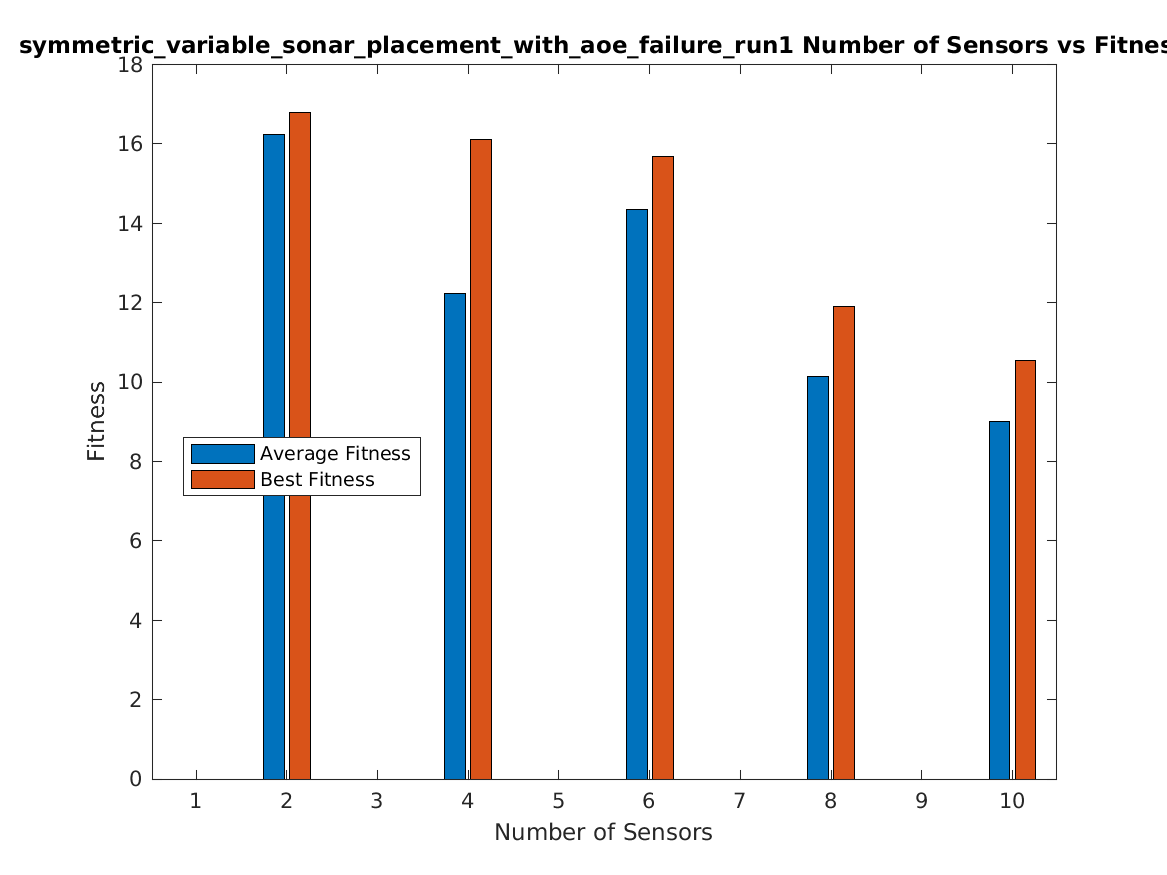 symmetric_variable_sonar_placement_with_aoe_failure_run1 Number of Sensors vs Fitnes
18
16
14
12
10
8
6
4
2
0
Fitness
Average Fitness
Best Fitness
1 2 3 4 5 6 7 8 9 10
Number of Sensors